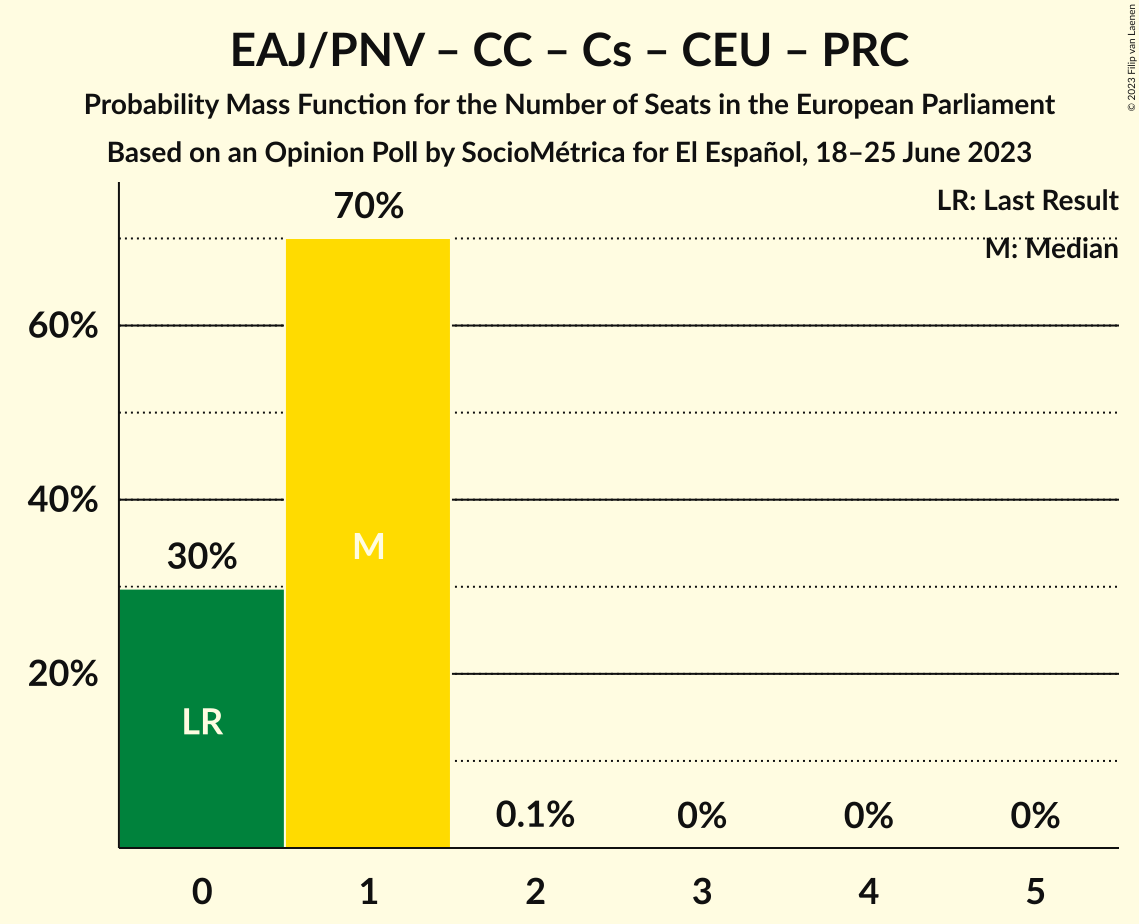 EAJ/PNV – CC – Cs – CEU – PRC
Probability Mass Function for the Number of Seats in the European Parliament
Based on an Opinion Poll by SocioMétrica for El Español, 18–25 June 2023
© 2023 Filip van Laenen
LR: Last Result
M: Median
70%
60%
40%
30%
20%
M
LR
0.1%
0%
0%
0%
0
1
2
3
4
5